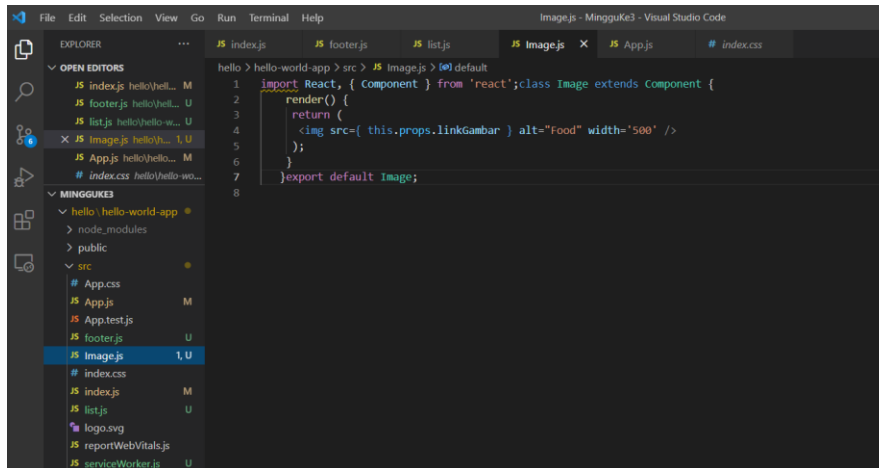 File Edit Selection View Go Run Terminal Help Image.js - MingguKe3 - Visual Studio Code
EXPLORER ...
JS index.js JS footer.js JS list.js JS Image.js × JS App.js # index.css
OPEN EDITORS
JS index.js hello\hell... M
JS footer.js hello\hell... U
JS list.js hello\hello-w... U
× JS Image.js hello\h... 1, U
JS App.js hello\hello... M
# index.css hello\hello-wo...
MINGGUKE3
hello \ hello-world-app
> node_modules
> public
src
# App.css
JS App.js M
JS App.test.js
JS footer.js U
JS Image.js 1, U
# index.css
JS index.js M
JS list.js U
logo.svg
JS reportWebVitals.js
JS serviceWorker.js U
6
hello > hello-world-app > src > JS Image.js > default
1 import React, { Component } from 'react';class Image extends Component {
2 render() {
3 return (
4 <img src={ this.props.linkGambar } alt="Food" width='500' />
5 );
6 }
7 }export default Image;
8